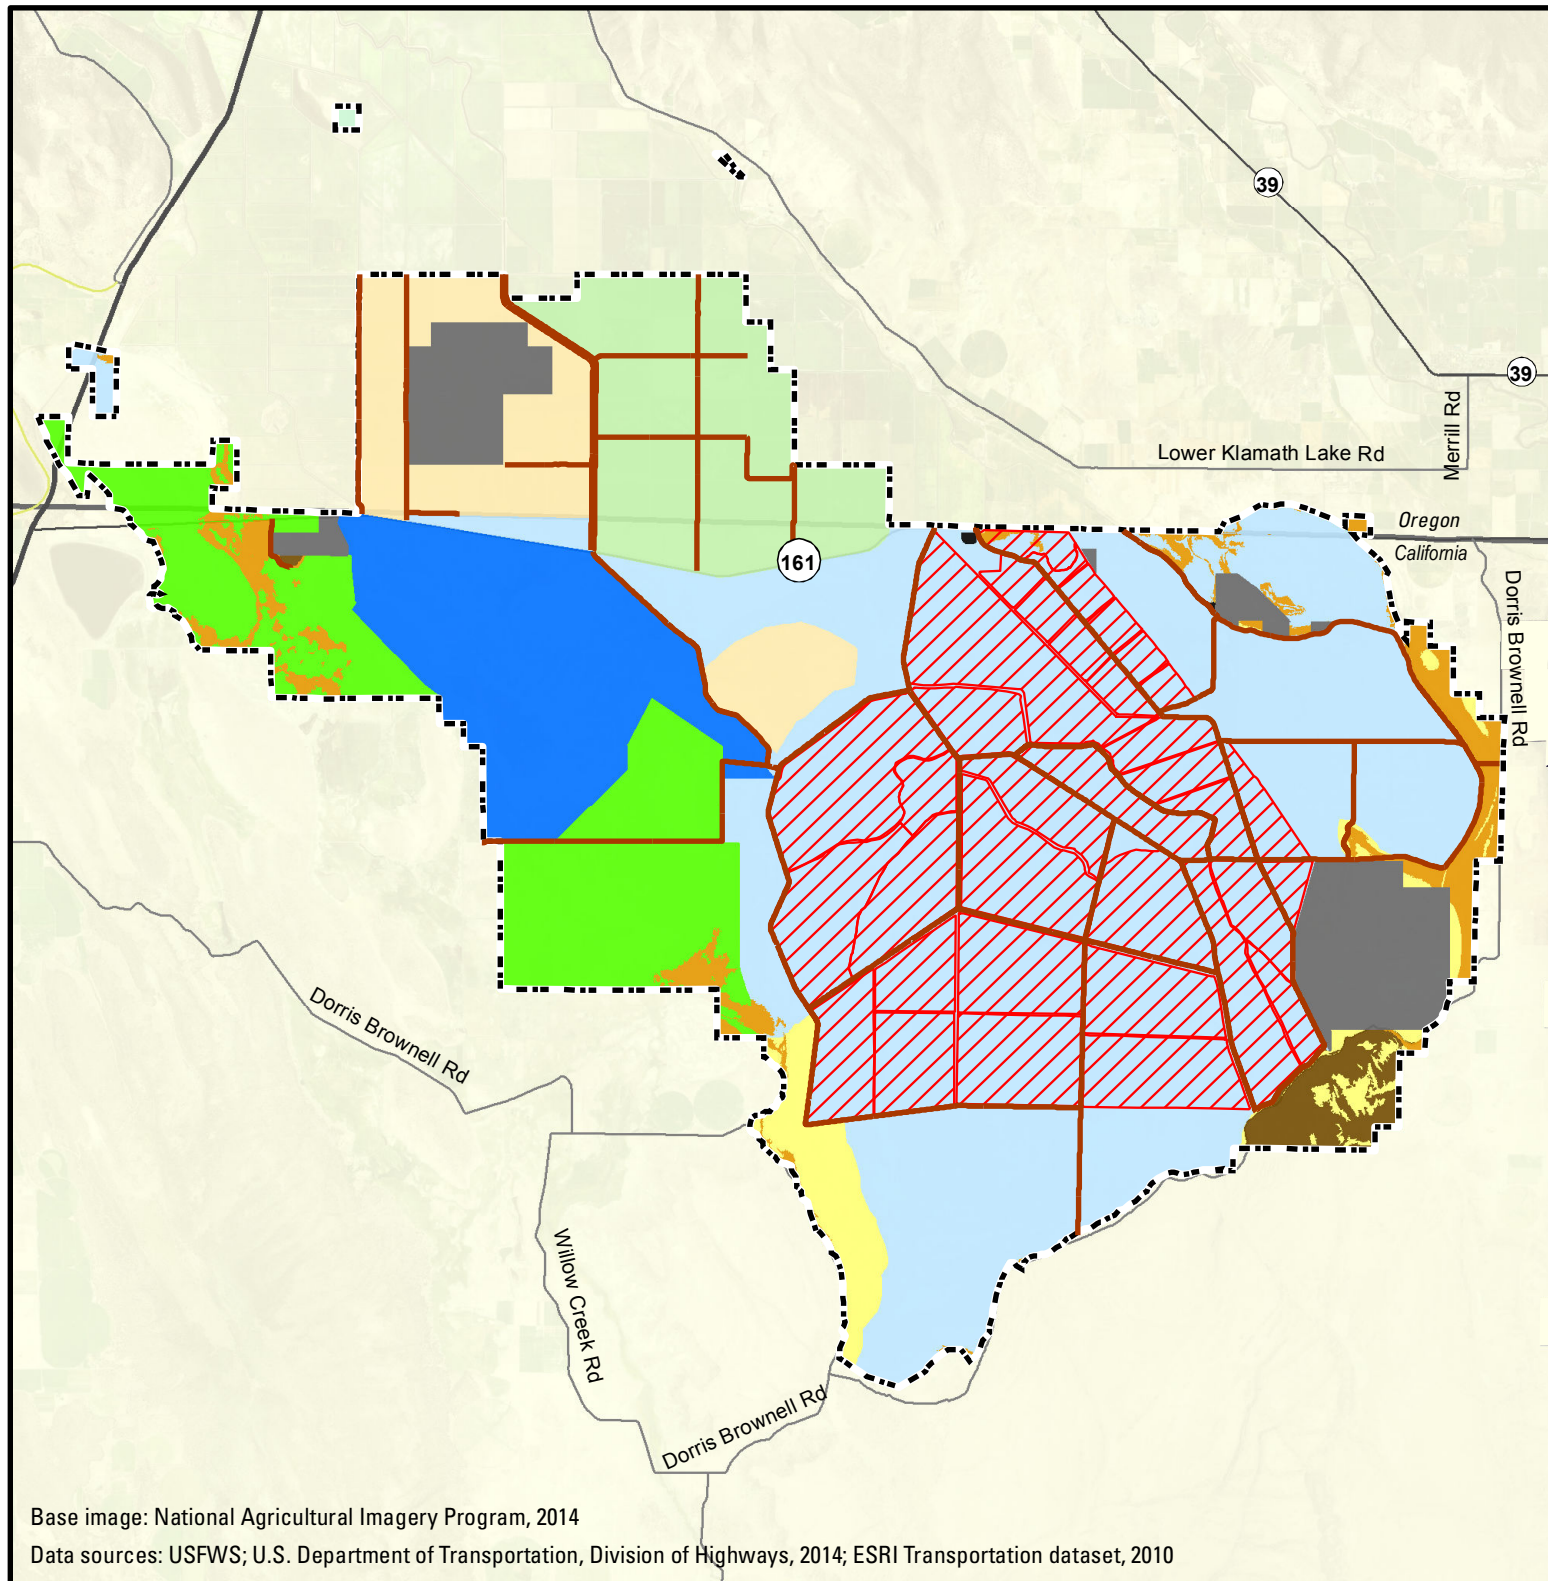 39
39
Merrill Rd
Lower Klamath Lake Rd
Oregon
California
161
Dorris Brownell Rd
Dorris Brownell Rd
Willow Creek Rd
Dorris Brownell Rd
Base image: National Agricultural Imagery Program, 2014
Data sources: USFWS; U.S. Department of Transportation, Division of Highways, 2014; ESRI Transportation dataset, 2010